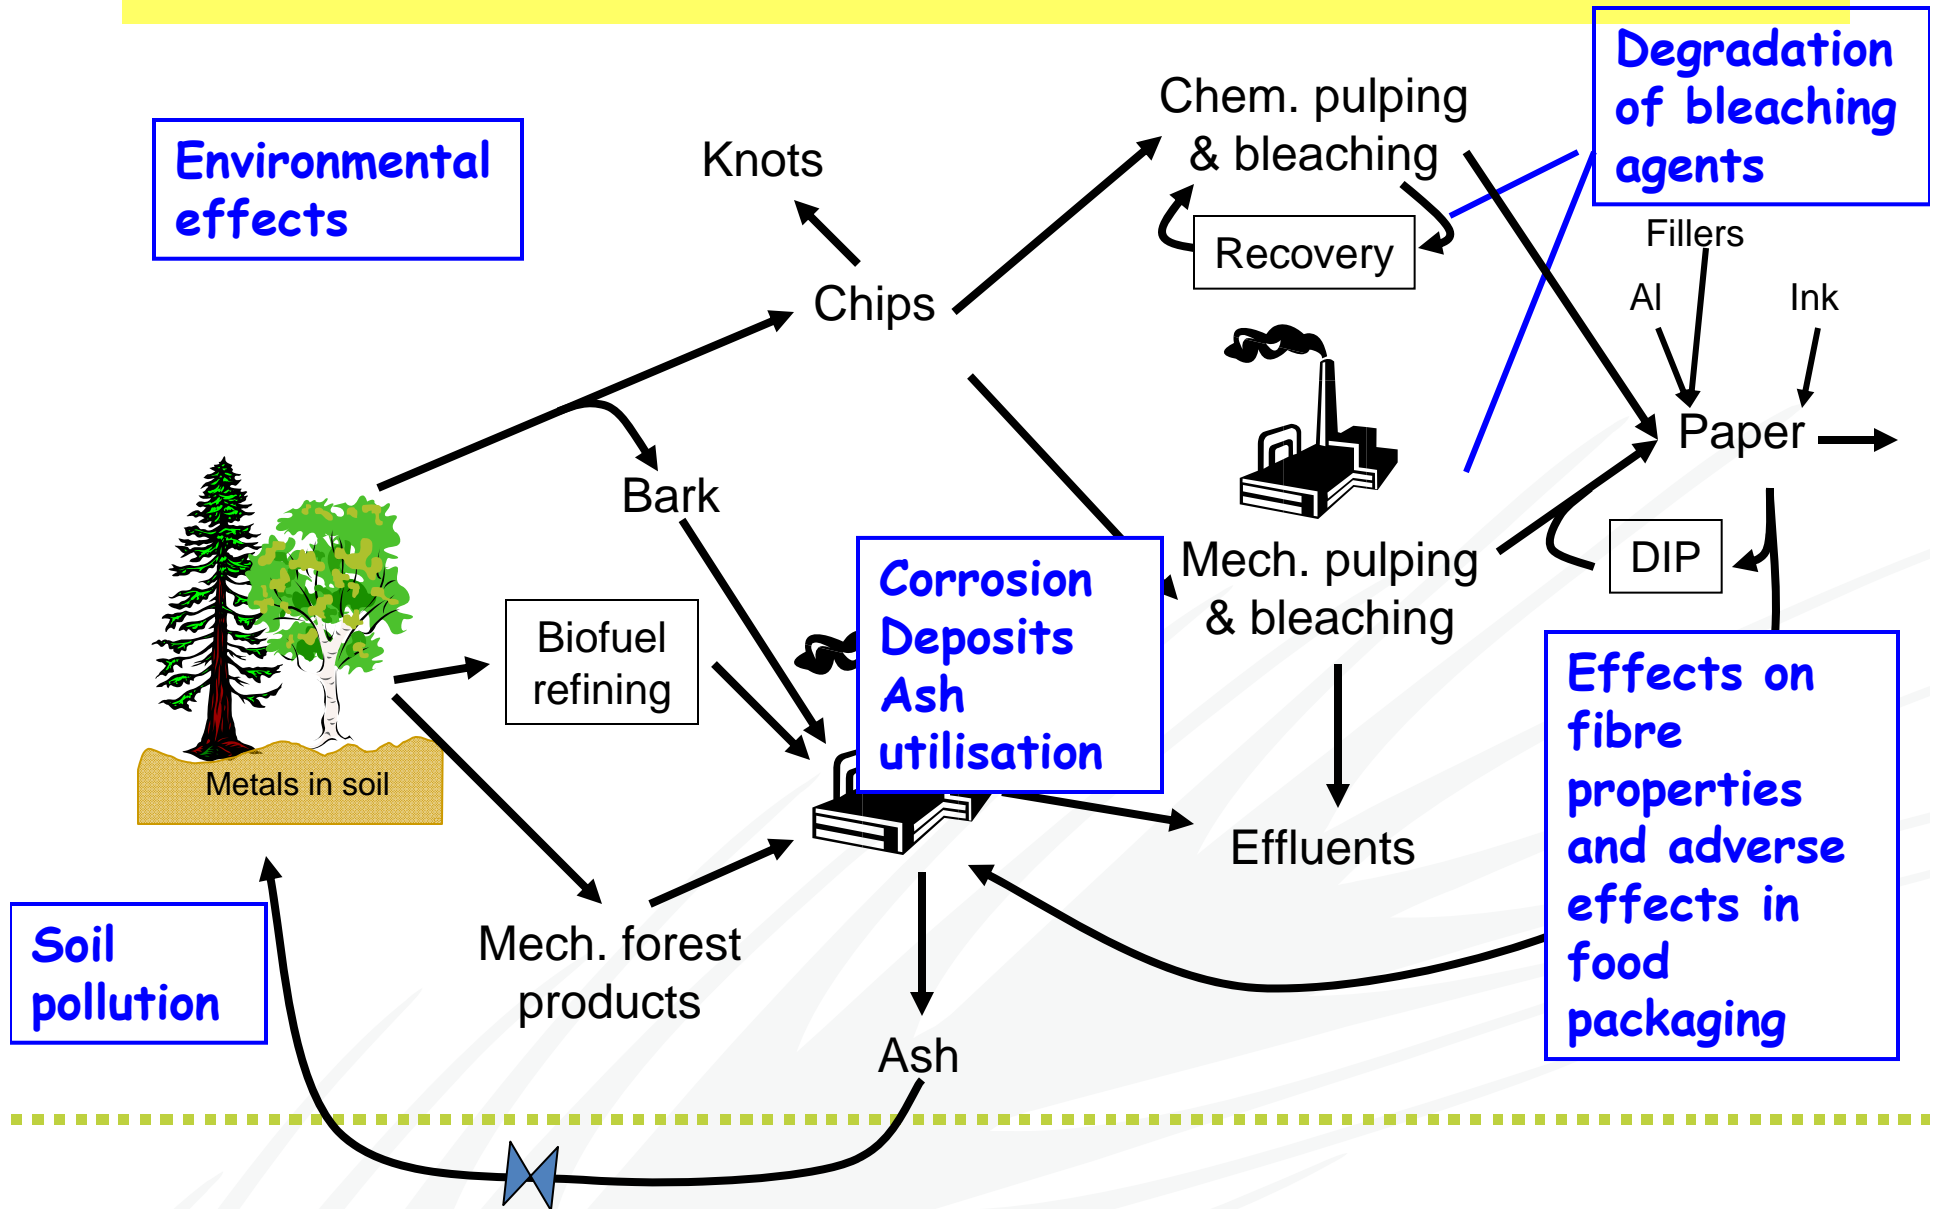 Degradation
of bleaching
agents
Environmental
effects
Knots
Chem. pulping
& bleaching
Recovery
Fillers
Al
Ink
Chips
Paper
Bark
DIP
Mech. pulping
& bleaching
Corrosion
Deposits
Ash
utilisation
Biofuel
refining
Metals in soil
Effluents
Effects on
fibre
properties
and adverse
effects in
food
packaging
Soil
pollution
Mech. forest
products
Ash